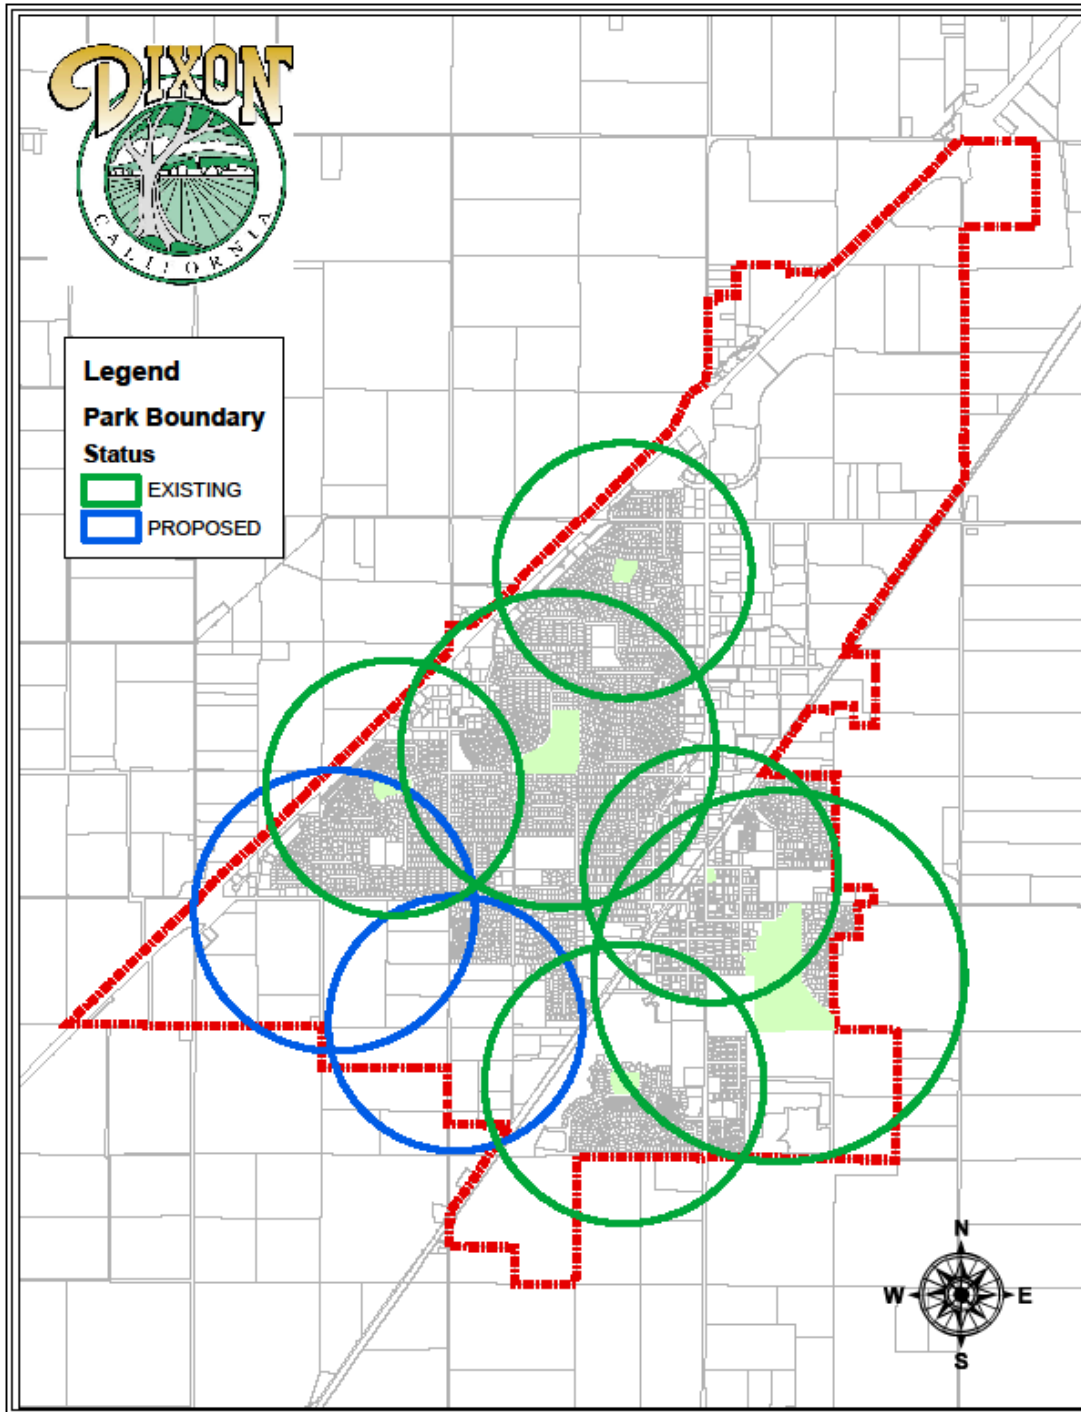 DIXON
CALIFORNIA
Legend
Park Boundary
Status
EXISTING
PROPOSED
N
W
E
S